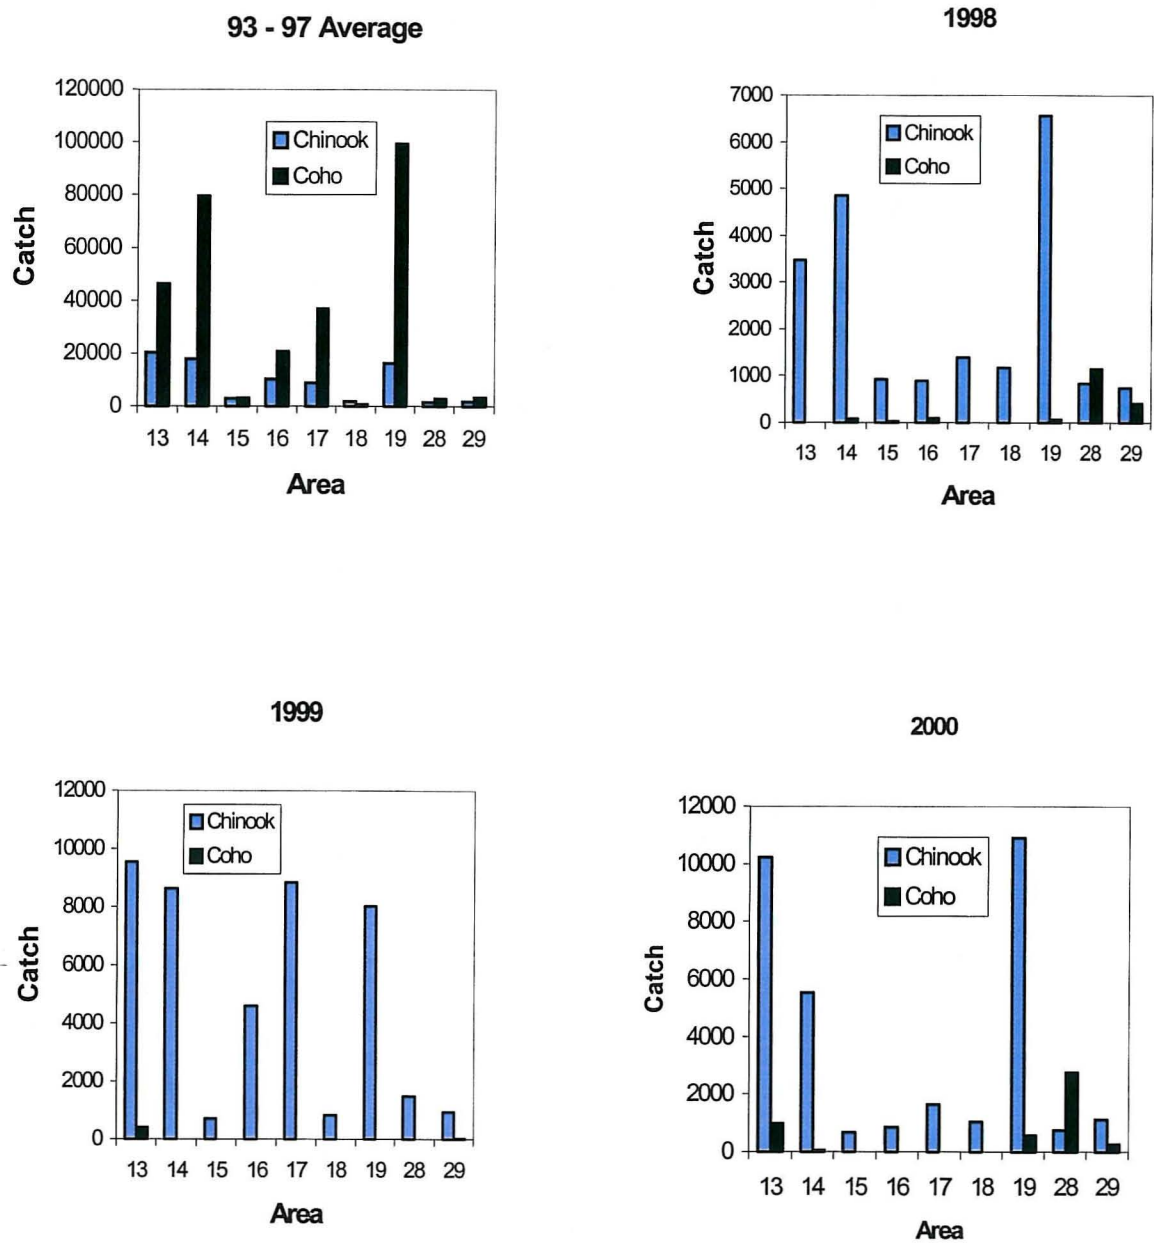 93 - 97 Average
120000
100000
80000
60000
40000
20000
0
Catch
Chinook
Coho
13 14 15 16 17 18 19 28 29
Area
1998
7000
6000
5000
4000
3000
2000
1000
0
Catch
Chinook
Coho
13 14 15 16 17 18 19 28 29
Area
1999
12000
10000
8000
6000
4000
2000
0
Catch
Chinook
Coho
13 14 15 16 17 18 19 28 29
Area
2000
12000
10000
8000
6000
4000
2000
0
Catch
Chinook
Coho
13 14 15 16 17 18 19 28 29
Area